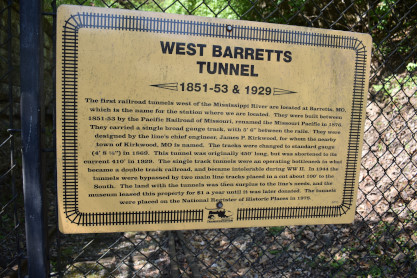 WEST BARRETTS
TUNNEL
1851-53 & 1929
The first railroad tunnels west of the Mississippi River are located at Barretts, MO,
which is the name for the station where we are located. They were built between
1851-53 by the Pacific Railroad of Missouri, renamed the Missouri Pacific in 1876.
They carried a single broad gauge track, with 5' 6" between the rails. They were
designed by the line's chief engineer, James P. Kirkwood, for whom the nearby
town of Kirkwood, MO is named. The tracks were changed to standard gauge
(4' 8 ½") in 1869. This tunnel was originally long, but was shortened to its
current 410' in 1929. The single track tunnels were an operating bottleneck to what
became a double track railroad, and became intolerable during WW II. In 1944 the
tunnels were bypassed by two main line tracks placed in a cut about 100' to the
South. The land with the tunnels was then surplus to the line's needs, and the
museum leased this property for $1 a year until it was later donated. The tunnels
were placed on the National Register of Historic Places in 1978.